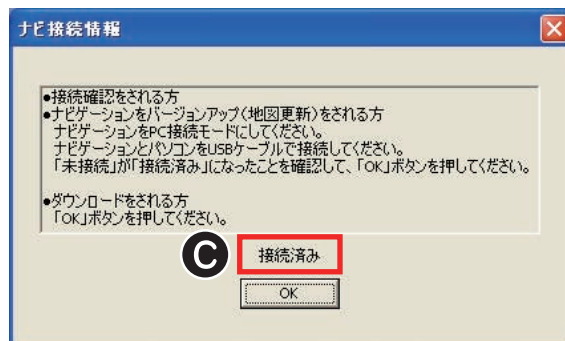 ナビ接続情報
●接続確認をされる方
●ナビゲーションをバージョンアップ(地図更新)をされる方
ナビゲーションをPC接続モードにしてください。
ナビゲーションとパソコンをUSBケーブルで接続してください。
「未接続」が「接続済み」になったことを確認して、「OK」ボタンを押してください。
●ダウンロードをされる方
「OK」ボタンを押してください。
C 接続済み
OK